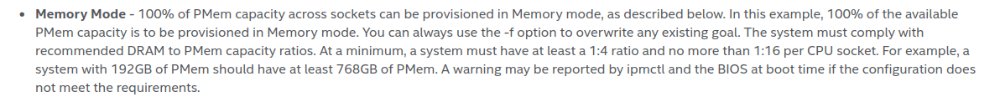 • Memory Mode - 100% of PMem capacity across sockets can be provisioned in Memory mode, as described below. In this example, 100% of the available
PMem capacity is to be provisioned in Memory mode. You can always use the -f option to overwrite any existing goal. The system must comply with
recommended DRAM to PMem capacity ratios. At a minimum, a system must have at least a 1:4 ratio and no more than 1:16 per CPU socket. For example, a
system with 192GB of PMem should have at least 768GB of PMem. A warning may be reported by ipmctl and the BIOS at boot time if the configuration does
not meet the requirements.